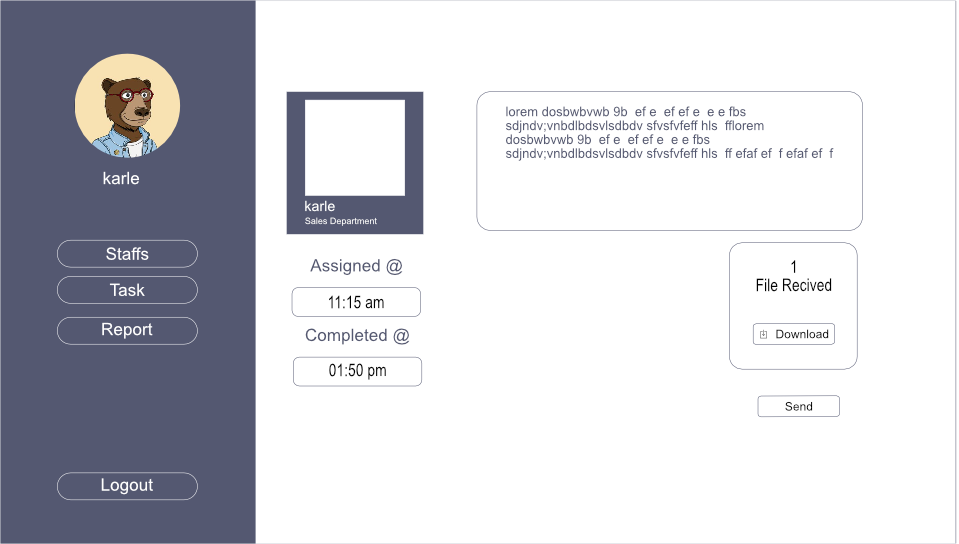 karle
Staffs
Task
Report
Logout
karle
Sales Department
Assigned @
11:15 am
Completed @
01:50 pm
lorem dosbwbvwb 9b  ef e  ef ef e  e e fbs
sdjndv;vnbdlbdsvlsdbdv sfvsfvfeff hls  fflorem
dosbwbvwb 9b  ef e  ef ef e  e e fbs
sdjndv;vnbdlbdsvlsdbdv sfvsfvfeff hls  ff efaf ef  f efaf ef  f
1
File Recived
Download
Send